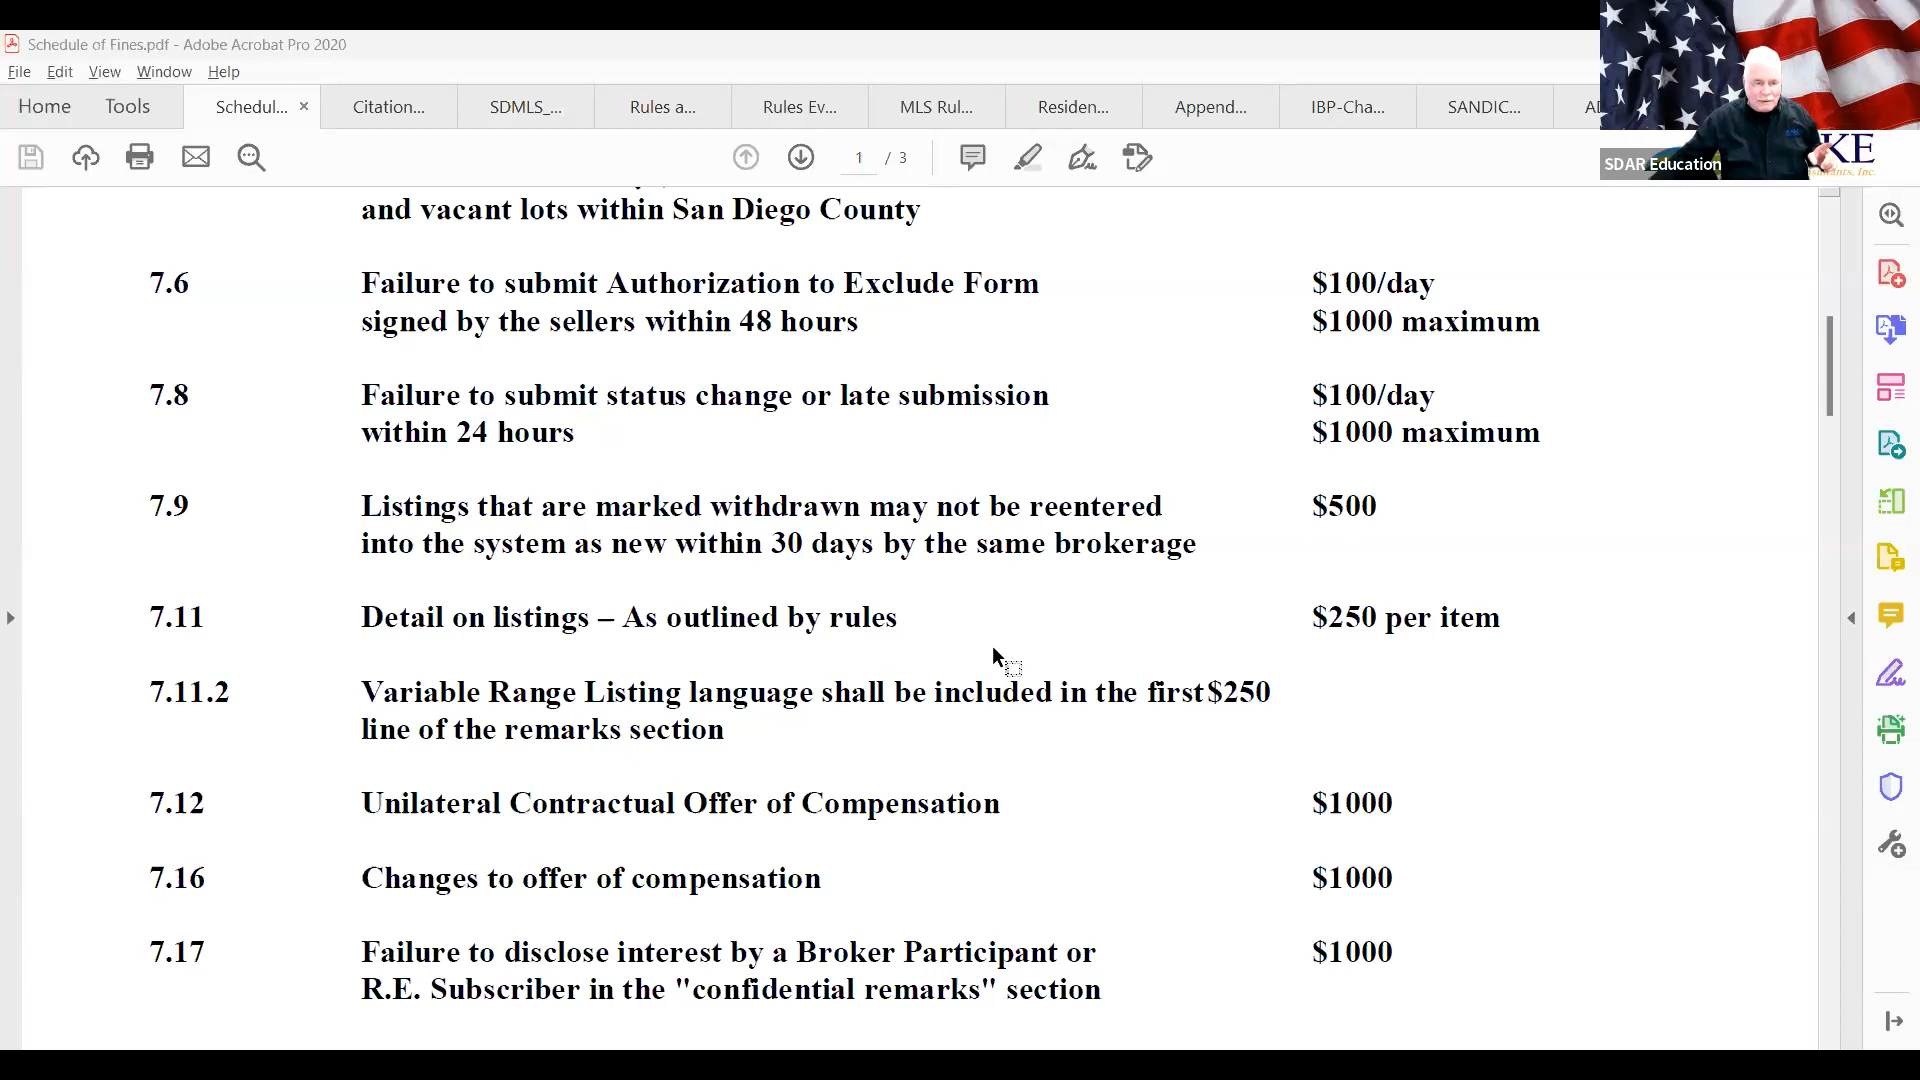 Schedule of Fines.pdf - Adobe Acrobat Pro 2020
File Edit View Window Help
Home Tools Schedul... × Citation... SDMLS_... Rules a... Rules Ev... MLS Rul... Residen... Append... IBP-Cha... SANDIC...
1 / 3
KE
SDAR Education
and vacant lots within San Diego County
7.6 Failure to submit Authorization to Exclude Form $100/day
signed by the sellers within 48 hours $1000 maximum
7.8 Failure to submit status change or late submission $100/day
within 24 hours $1000 maximum
7.9 Listings that are marked withdrawn may not be reentered $500
into the system as new within 30 days by the same brokerage
7.11 Detail on listings – As outlined by rules $250 per item
7.11.2 Variable Range Listing language shall be included in the first $250
line of the remarks section
7.12 Unilateral Contractual Offer of Compensation $1000
7.16 Changes to offer of compensation $1000
7.17 Failure to disclose interest by a Broker Participant or $1000
R.E. Subscriber in the "confidential remarks" section